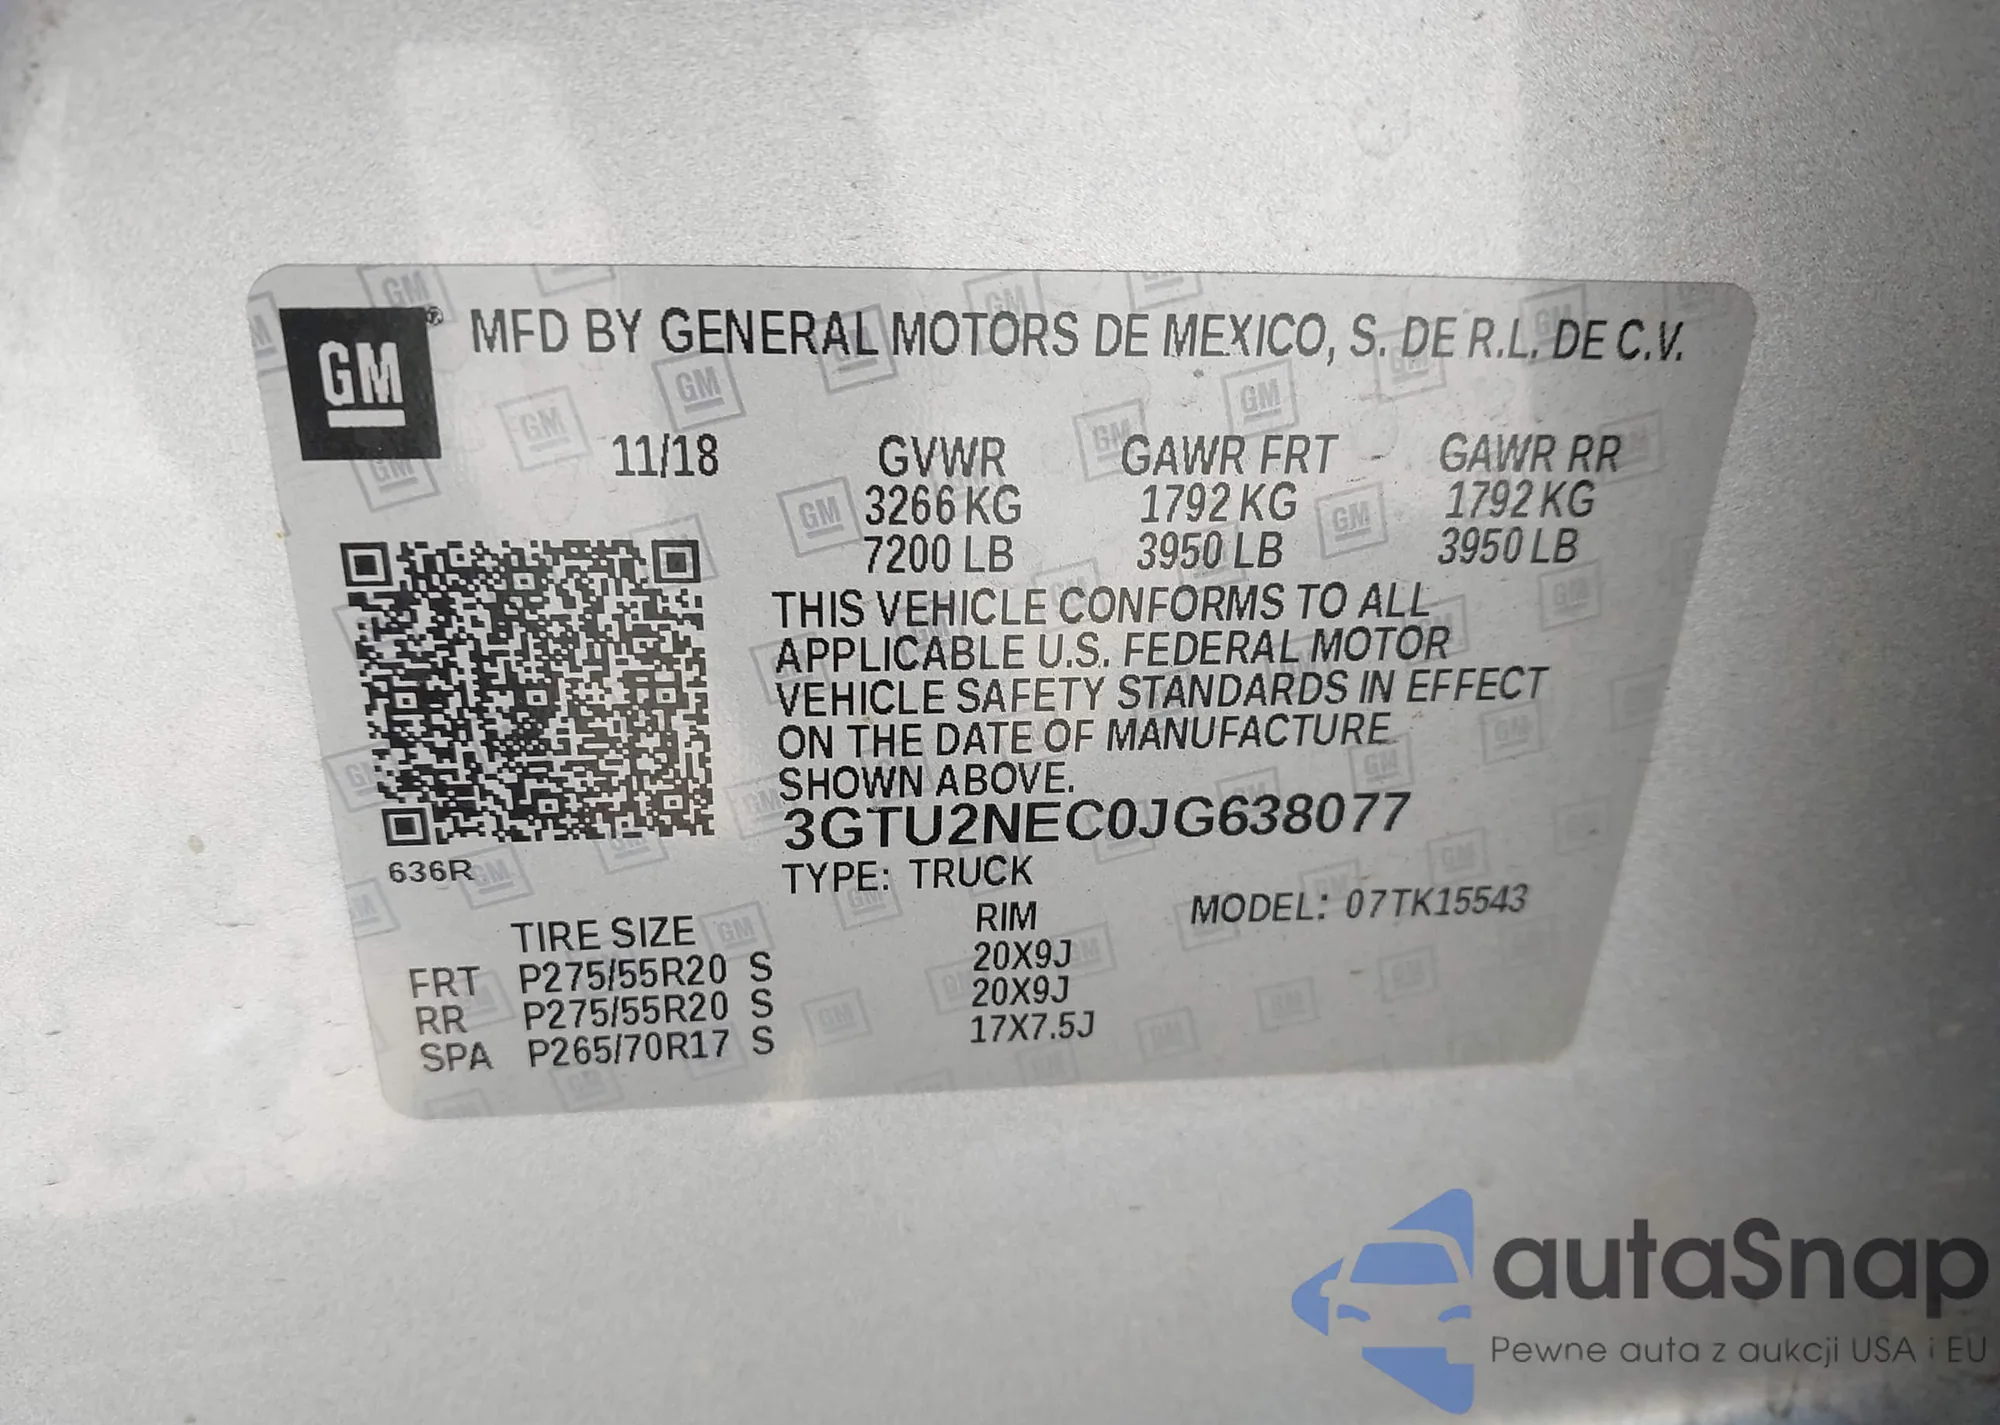 GM
MFD BY GENERAL MOTORS DE MEXICO, S. DE R.L. DE C.V.
11/18 GVWR GAWR FRT GAWR RR
3266 KG 1792 KG 1792 KG
7200 LB 3950 LB 3950 LB
THIS VEHICLE CONFORMS TO ALL
APPLICABLE U.S. FEDERAL MOTOR
VEHICLE SAFETY STANDARDS IN EFFECT
ON THE DATE OF MANUFACTURE
SHOWN ABOVE.
3GTU2NEC0JG638077
636R
TYPE: TRUCK
TIRE SIZE RIM MODEL: 07TK15543
FRT P275/55R20 S 20X9J
RR P275/55R20 S 20X9J
SPA P265/70R17 S 17X7.5J
autaSnap
Pewne auta z aukcji USA i EU